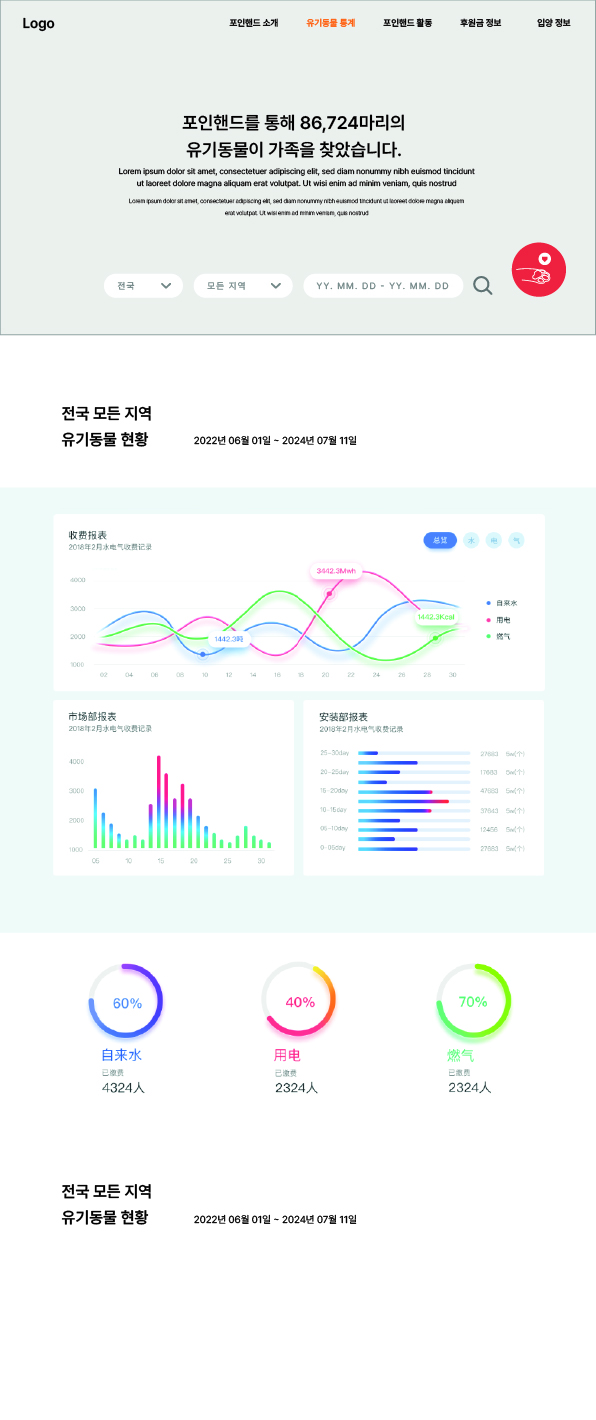 Logo
포인핸드 소개
유기동물 통계
포인핸드 활동
후원금 정보
입양 정보
포인핸드를 통해 86,724마리의
유기동물이 가족을 찾았습니다.
Lorem ipsum dolor sit amet, consectetuer adipiscing elit, sed diam nonummy nibh euismod tincidunt
ut laoreet dolore magna aliquam erat volutpat. Ut wisi enim ad minim veniam, quis nostrud
Lorem ipsum dolor sit amet, consectetuer adipiscing elit, sed diam nonummy nibh euismod tincidunt ut laoreet dolore magna aliquam
erat volutpat. Ut wisi enim ad minim veniam, quis nostrud
전국
모든 지역
YY. MM. DD - YY. MM. DD
전국 모든 지역
유기동물 현황
2022년 06월 01일 ~ 2024년 07월 11일
收费报表
2018年2月水电气收费记录
总览
水
电
气
4000
3000
2000
1000
3442.3Mwh
1442.3吨
1442.3Kcal
自来水
用电
燃气
02 04 06 08 10 12 14 16 18 20 22 24 26 28 30
市场部报表
2018年2月水电气收费记录
4000
3000
2000
1000
05 10 15 20 25 30
安装部报表
2018年2月水电气收费记录
25-30day 27683 5w(个)
20-25day 17683 5w(个)
15-20day 47683 5w(个)
10-15day 37643 5w(个)
05-10day 12456 5w(个)
0-05day 27683 5w(个)
60%
自来水
已缴费
4324人
40%
用电
已缴费
2324人
70%
燃气
已缴费
2324人
전국 모든 지역
유기동물 현황
2022년 06월 01일 ~ 2024년 07월 11일